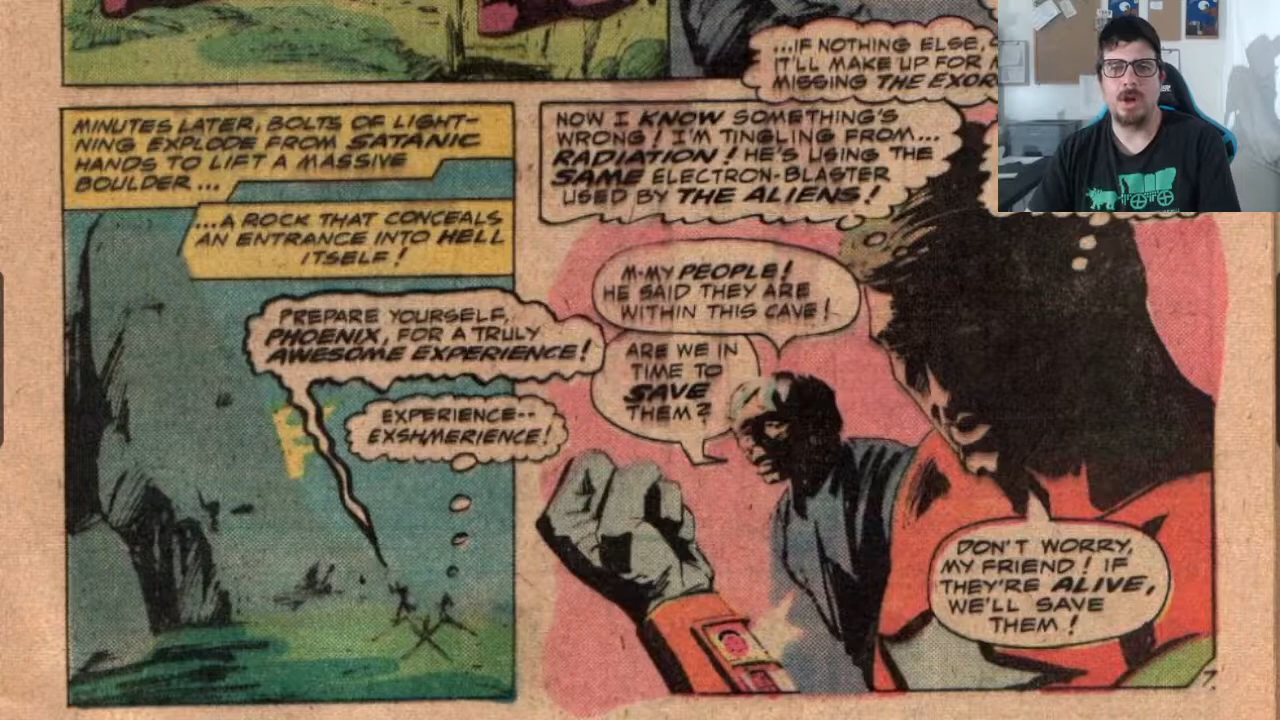 ...IF NOTHING ELSE,
IT'LL MAKE UP FOR
MISSING THE
MINUTES LATER, BOLTS OF LIGHT-
NING EXPLODE FROM SATANIC
HANDS TO LIFT A MASSIVE
BOULDER...
...A ROCK THAT CONCEALS
AN ENTRANCE INTO HELL
ITSELF!
PREPARE YOURSELF,
PHOENIX, FOR A TRULY
AWESOME EXPERIENCE!
EXPERIENCE--
EXSHMERIENCE!
NOW I KNOW SOMETHING'S
WRONG! I'M TINGLING FROM...
RADIATION! HE'S USING THE
SAME ELECTRON-BLASTER
USED BY THE ALIENS!
M-MY PEOPLE!
HE SAID THEY ARE
WITHIN THIS CAVE!
ARE WE IN
TIME TO
SAVE
THEM?
DON'T WORRY,
MY FRIEND! IF
THEY'RE ALIVE,
WE'LL SAVE
THEM!
7.